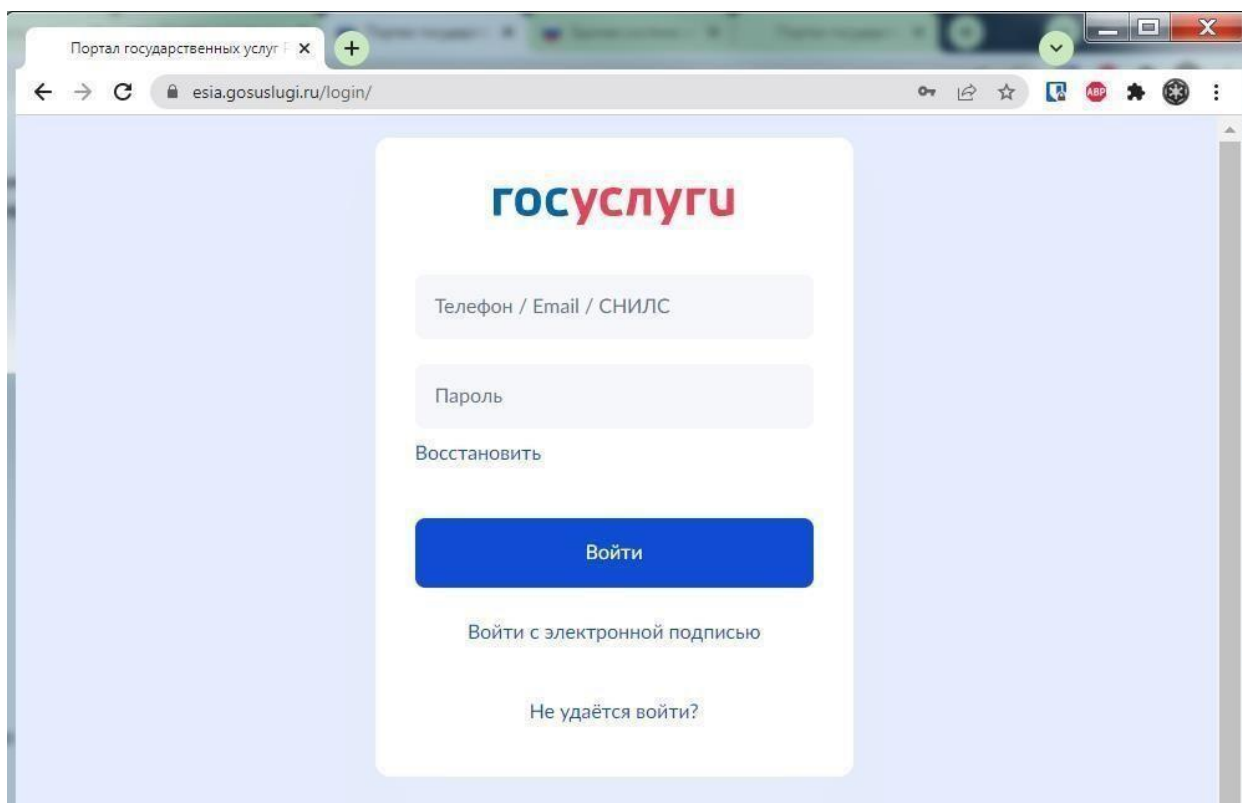 Портал государственных услуг
esia.gosuslugi.ru/login/
ABP
госуслуги
Телефон / Email / СНИЛС
Пароль
Восстановить
Войти
Войти с электронной подписью
Не удаётся войти?